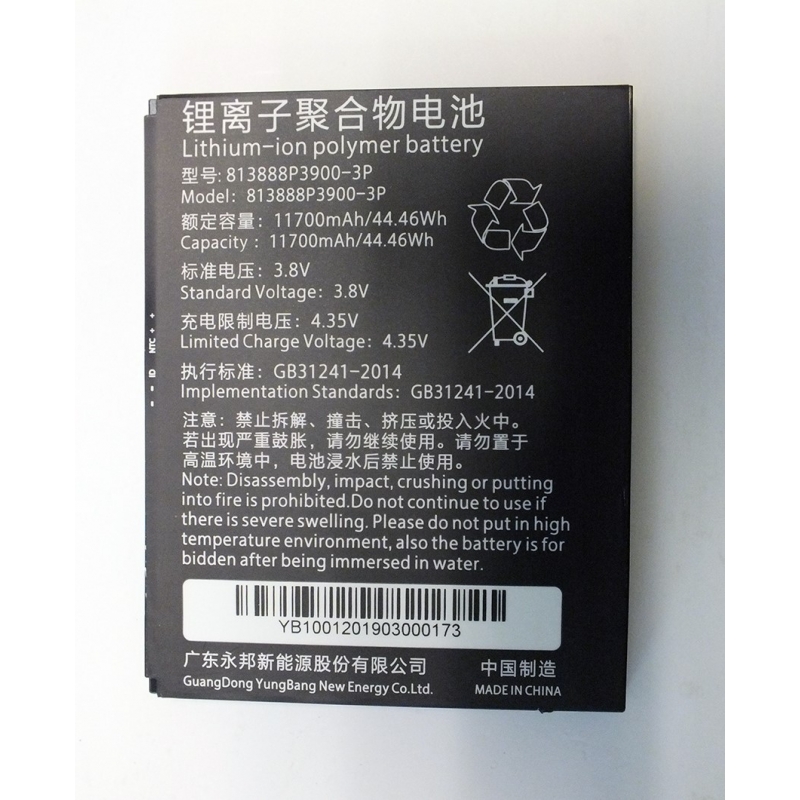 锂离子聚合物电池
Lithium-ion polymer battery
型号: 813888P3900-3P
Model: 813888P3900-3P
额定容量: 11700mAh/44.46Wh
Capacity : 11700mAh/44.46Wh
标准电压: 3.8V
Standard Voltage: 3.8V
充电限制电压: 4.35V
Limited Charge Voltage: 4.35V
执行标准: GB31241-2014
Implementation Standards: GB31241-2014
注意: 禁止拆解、撞击、挤压或投入火中。
若出现严重鼓胀, 请勿继续使用。请勿置于
高温环境中, 电池浸水后禁止使用。
Note: Disassembly, impact, crushing or putting
into fire is prohibited.Do not continue to use if
there is severe swelling. Please do not put in high
temperature environment, also the battery is for
bidden after being immersed in water.
YB1001201903000173
广东永邦新能源股份有限公司
GuangDong YungBang New Energy Co.Ltd.
中国制造
MADE IN CHINA
- - ID NTC + +